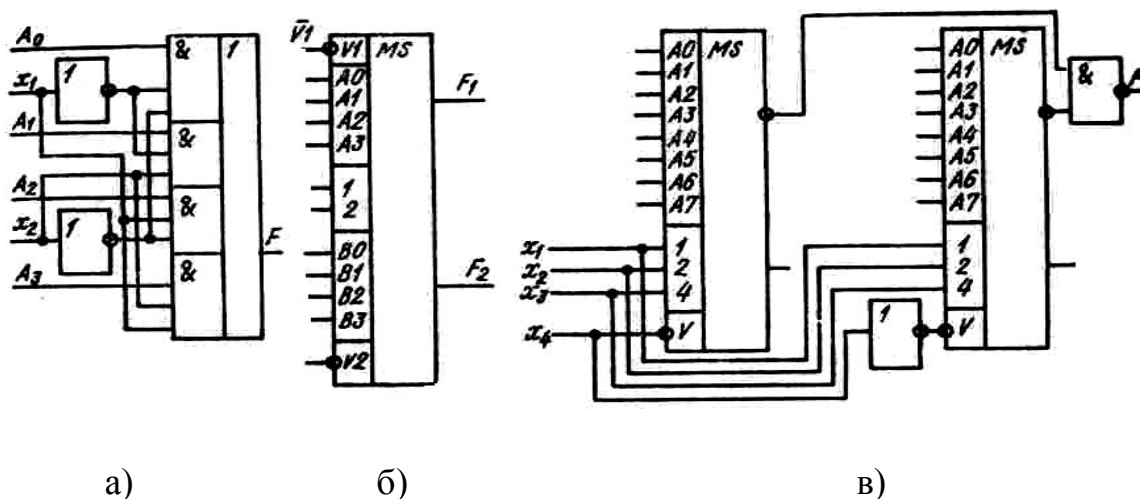 A₀
x₁
A₁
A₂
x₂
A₃
1
1
&
&
&
&
1
F
V̄1
V1
MS
A0
A1
A2
A3
1
2
B0
B1
B2
B3
V2
F₁
F₂
x₁
x₂
x₃
x₄
A0
MS
A1
A2
A3
A4
A5
A6
A7
1
2
4
V
1
A0
MS
A1
A2
A3
A4
A5
A6
A7
1
2
4
V
&
а) б) в)